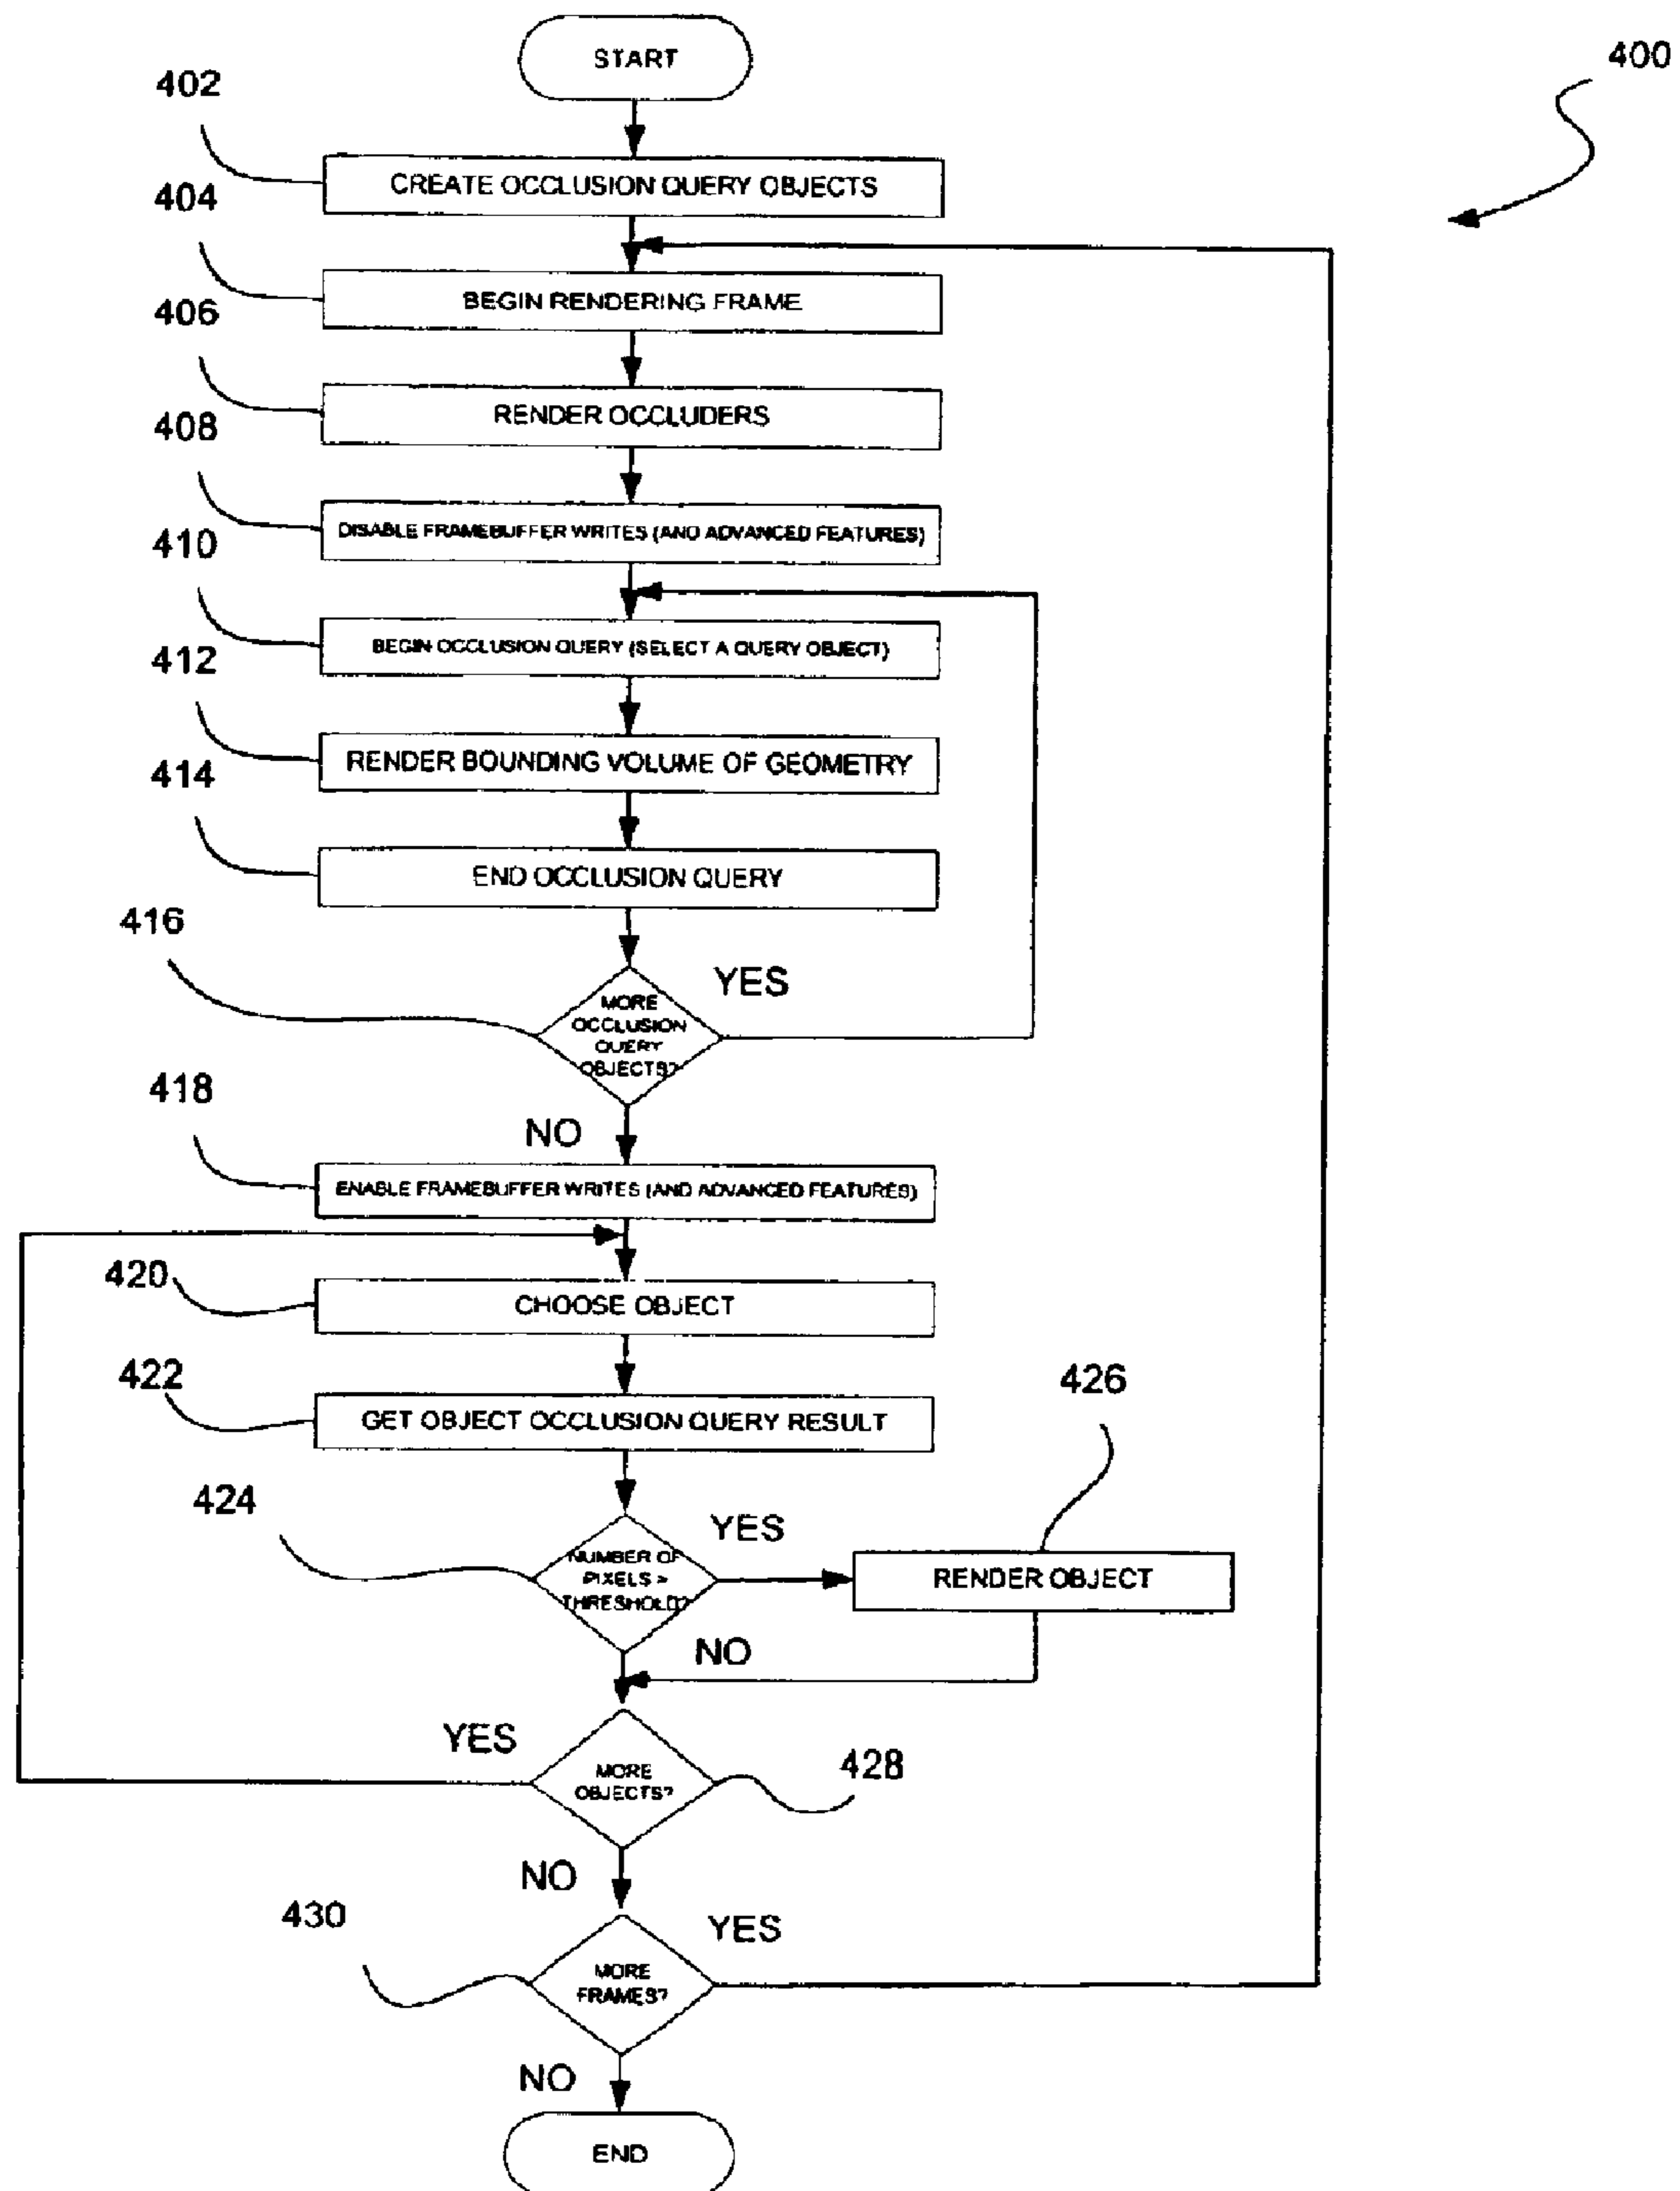 START
400
402
CREATE OCCLUSION QUERY OBJECTS
404
BEGIN RENDERING FRAME
406
RENDER OCCLUDERS
408
DISABLE FRAMEBUFFER WRITES (AND ADVANCED FEATURES)
410
BEGIN OCCLUSION QUERY (SELECT A QUERY OBJECT)
412
RENDER BOUNDING VOLUME OF GEOMETRY
414
END OCCLUSION QUERY
416
YES
MORE
OCCLUSION
QUERY
OBJECTS?
418
NO
ENABLE FRAMEBUFFER WRITES (AND ADVANCED FEATURES)
420
CHOOSE OBJECT
422
GET OBJECT OCCLUSION QUERY RESULT
426
424
YES
NUMBER OF
PIXELS >
THRESHOLD?
RENDER OBJECT
NO
YES
MORE
OBJECTS?
428
NO
430
YES
MORE
FRAMES?
NO
END